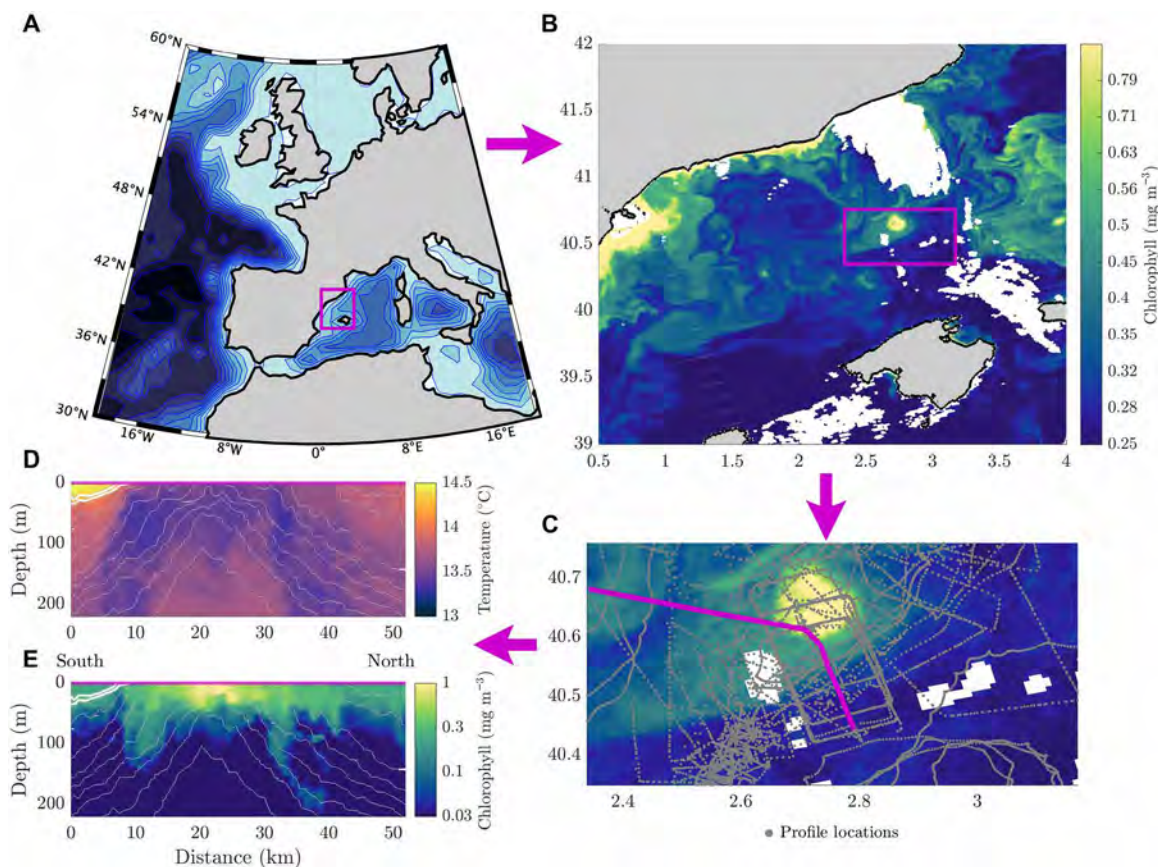 A
60°N
54°N
48°N
42°N
36°N
30°N
16°W
8°W
0°
8°E
16°E
B
42
41.5
41
40.5
40
39.5
39
0.5
1
1.5
2
2.5
3
3.5
4
0.79
0.71
0.63
0.56
0.5
0.45
0.4
0.35
0.32
0.28
0.25
Chlorophyll (mg m⁻³)
D
0
100
200
Depth (m)
0
10
20
30
40
50
14.5
14
13.5
13
Temperature (°C)
E
South
North
0
100
200
Depth (m)
0
10
20
30
40
50
Distance (km)
1
0.3
0.1
0.03
Chlorophyll (mg m⁻³)
C
40.7
40.6
40.5
40.4
2.4
2.6
2.8
3
Profile locations